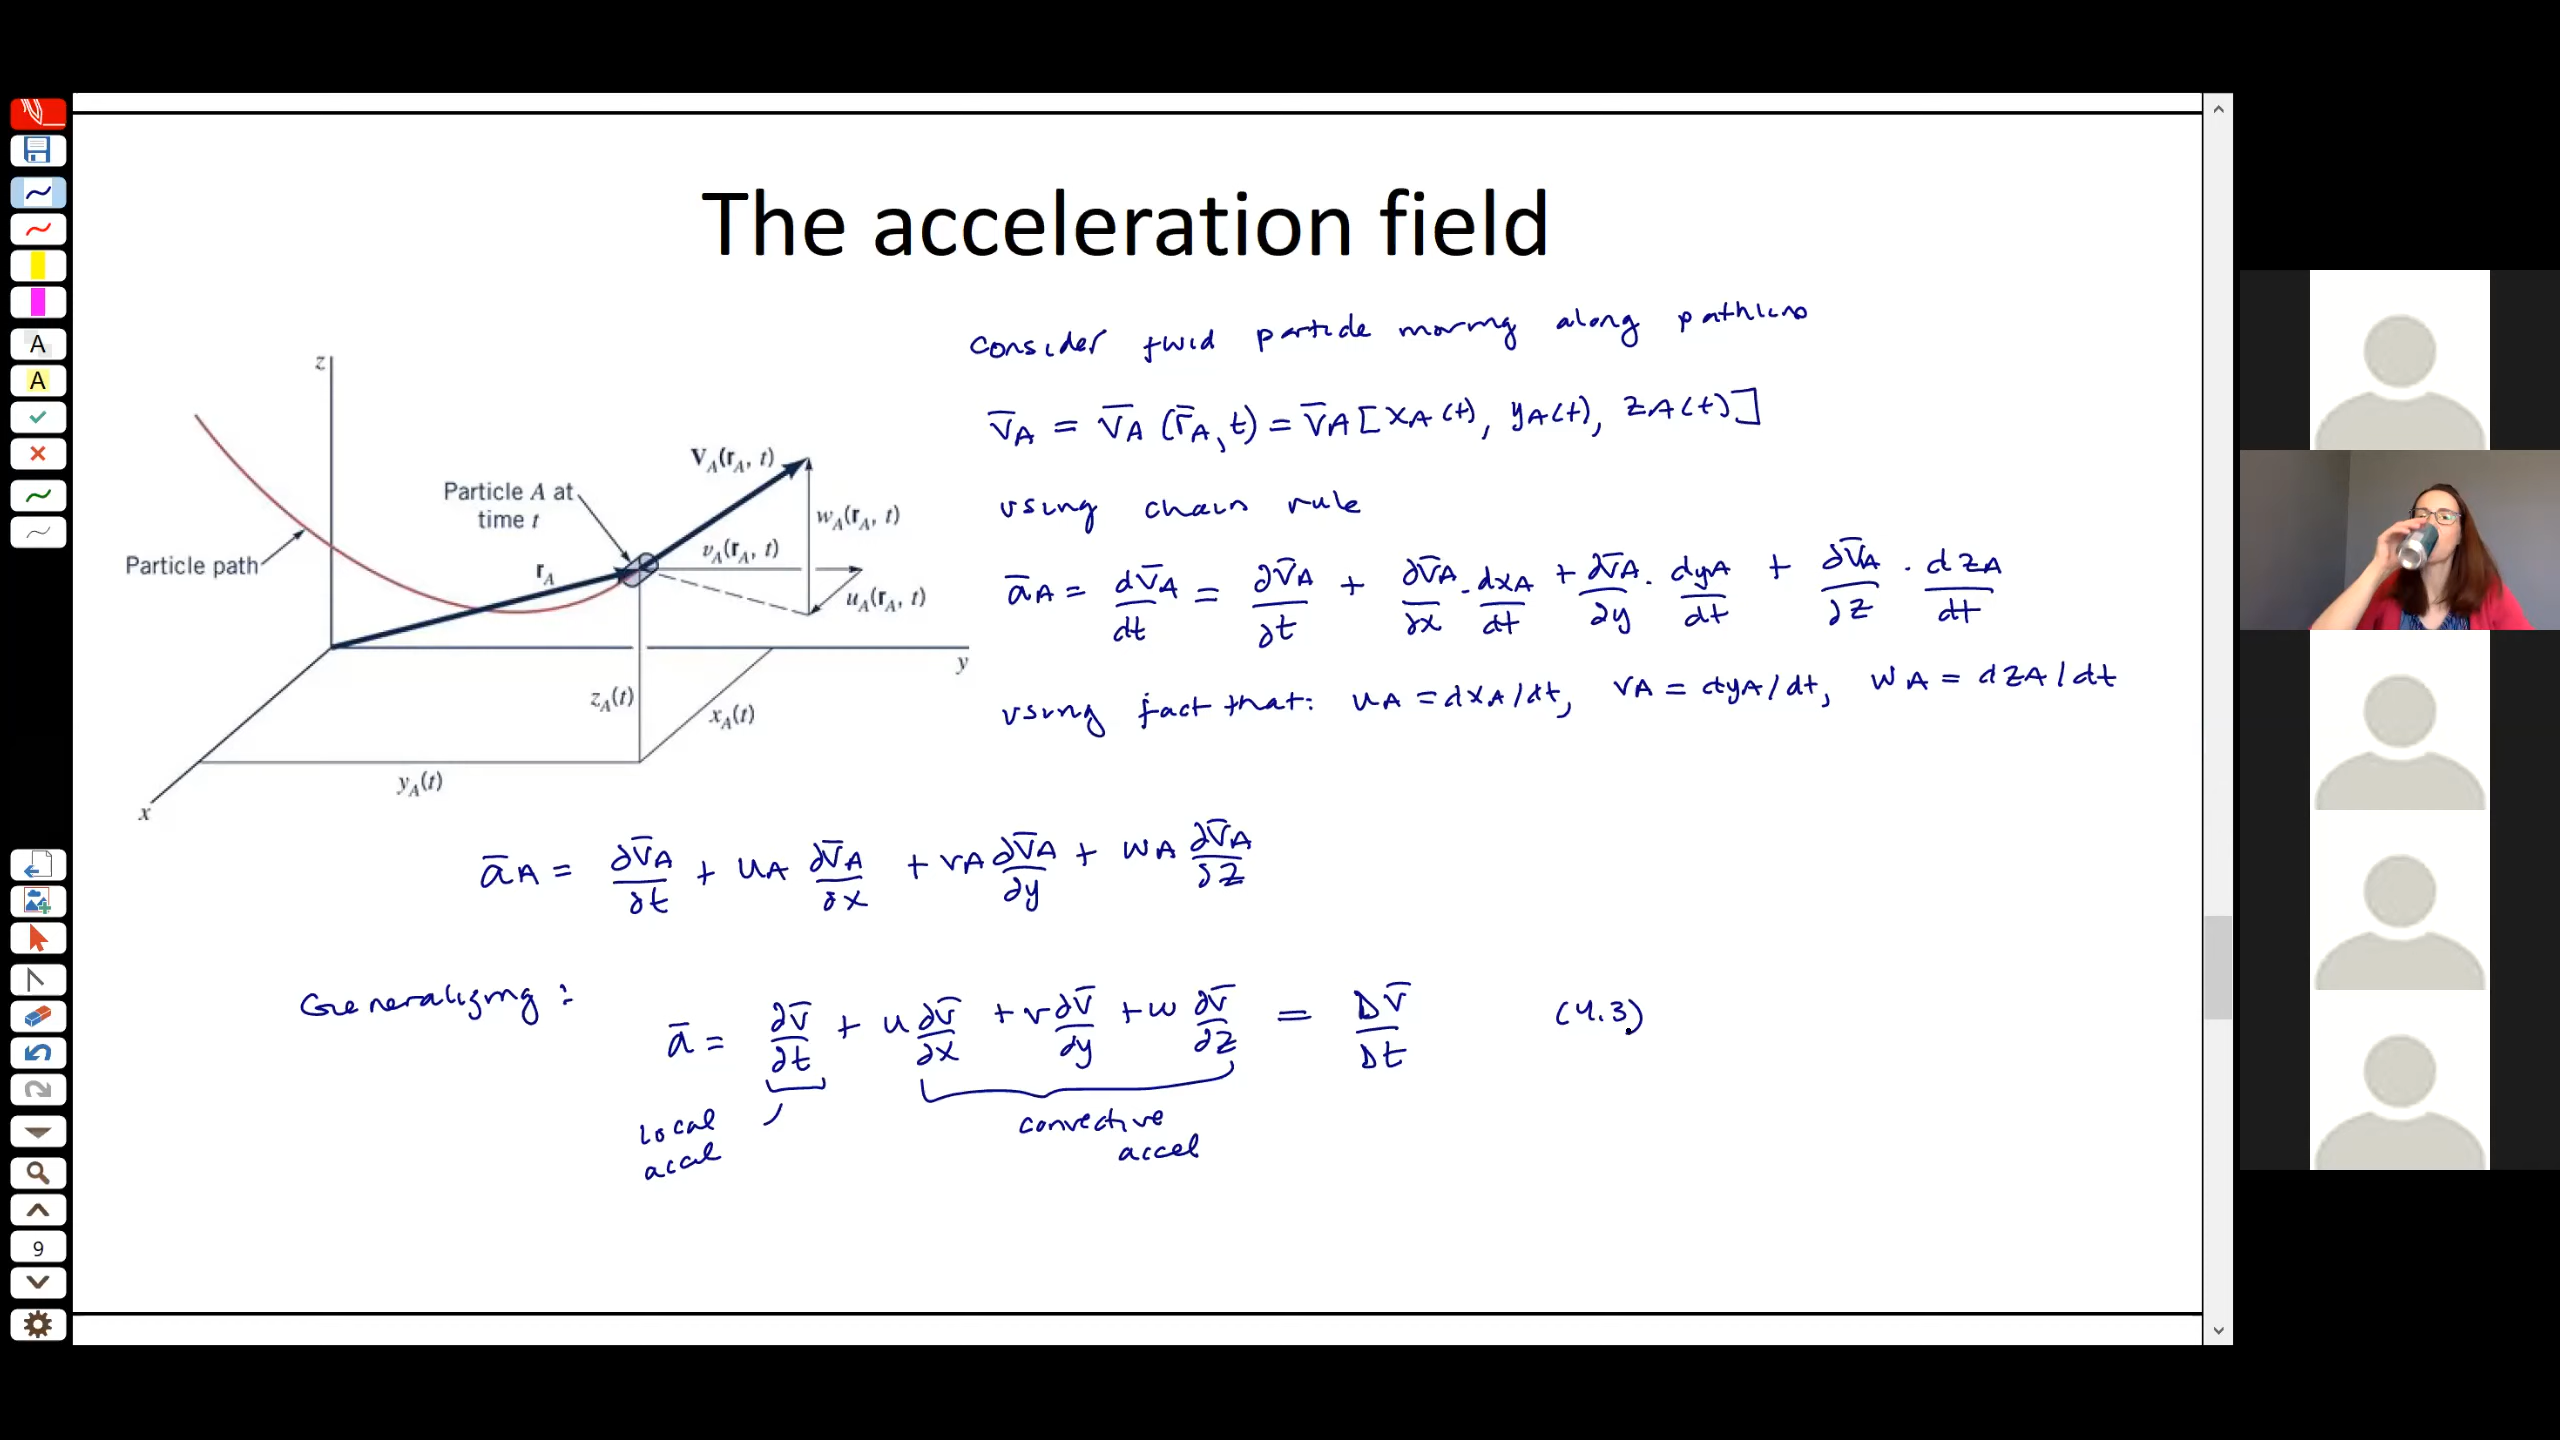 The acceleration field
consider fluid particle moving along pathline
V̄A = V̄A (r̄A, t) = V̄A [xA(t), yA(t), zA(t)]
using chain rule
āA = dV̄A/dt = ∂V̄A/∂t + ∂V̄A/∂x · dxA/dt + ∂V̄A/∂y · dyA/dt + ∂V̄A/∂z · dzA/dt
using fact that: uA = dxA/dt, vA = dyA/dt, wA = dzA/dt
z
VA(rA, t)
Particle A at
time t
wA(rA, t)
vA(rA, t)
Particle path
rA
uA(rA, t)
y
zA(t)
xA(t)
yA(t)
x
āA = ∂V̄A/∂t + uA ∂V̄A/∂x + vA ∂V̄A/∂y + wA ∂V̄A/∂z
Generalizing :
ā = ∂V̄/∂t + u ∂V̄/∂x + v ∂V̄/∂y + w ∂V̄/∂z = DV̄/Dt (4.3)
local
accel
convective
accel
A
A
9